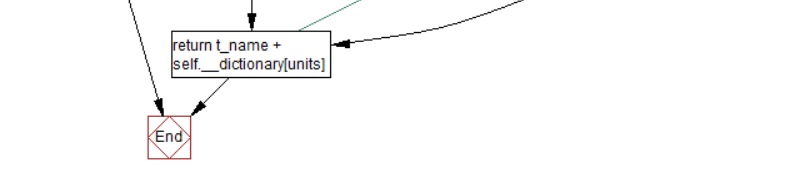 return t_name +
self.__dictionary[units]
End